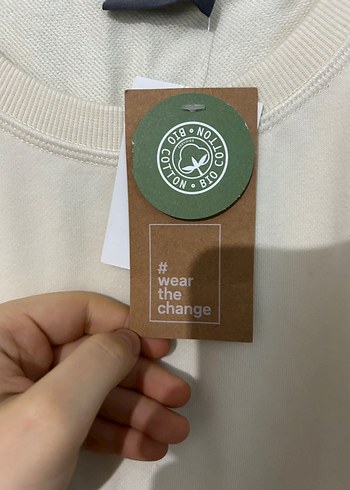 BIO COTTON • BIO COTTON •
#
wear
the
change